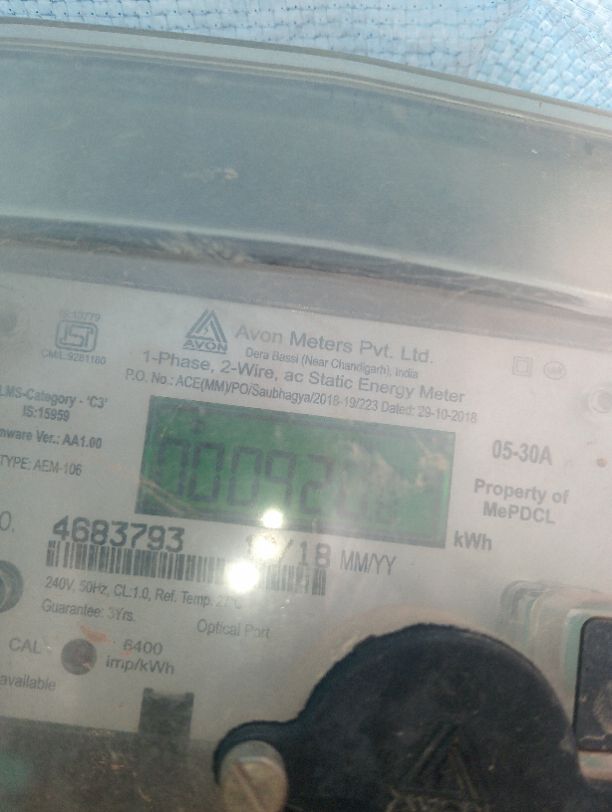 IS:13779
CM/L:9281160
AVON
Avon Meters Pvt. Ltd.
Dera Bassi (Near Chandigarh), India
1-Phase, 2-Wire, ac Static Energy Meter
P.O. No.: ACE(MM)/PO/Saubhagya/2018-19/223 Dated: 29-10-2018
LMS-Category - 'C3'
IS:15959
mware Ver.: AA1.00
TYPE: AEM-106
05-30A
Property of
MePDCL
kWh
O.
4683793
/18 MM/YY
240V, 50Hz, CL:1.0, Ref. Temp.
Guarantee: 5Yrs.
Optical Port
CAL
6400
imp/kWh
available